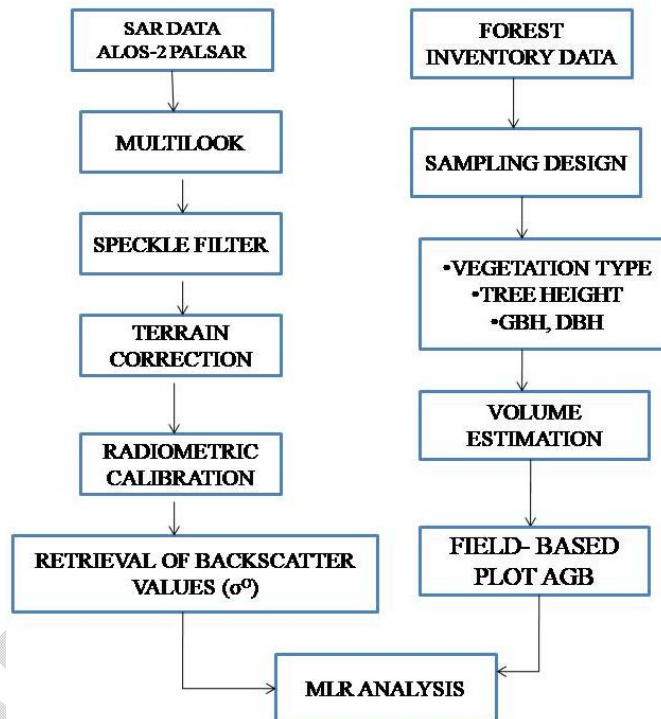 SAR DATA
ALOS-2 PALSAR
MULTILOOK
SPECKLE FILTER
TERRAIN
CORRECTION
RADIOMETRIC
CALIBRATION
RETRIEVAL OF BACKSCATTER
VALUES (σ⁰)
FOREST
INVENTORY DATA
SAMPLING DESIGN
•VEGETATION TYPE
•TREE HEIGHT
•GBH, DBH
VOLUME
ESTIMATION
FIELD- BASED
PLOT AGB
MLR ANALYSIS